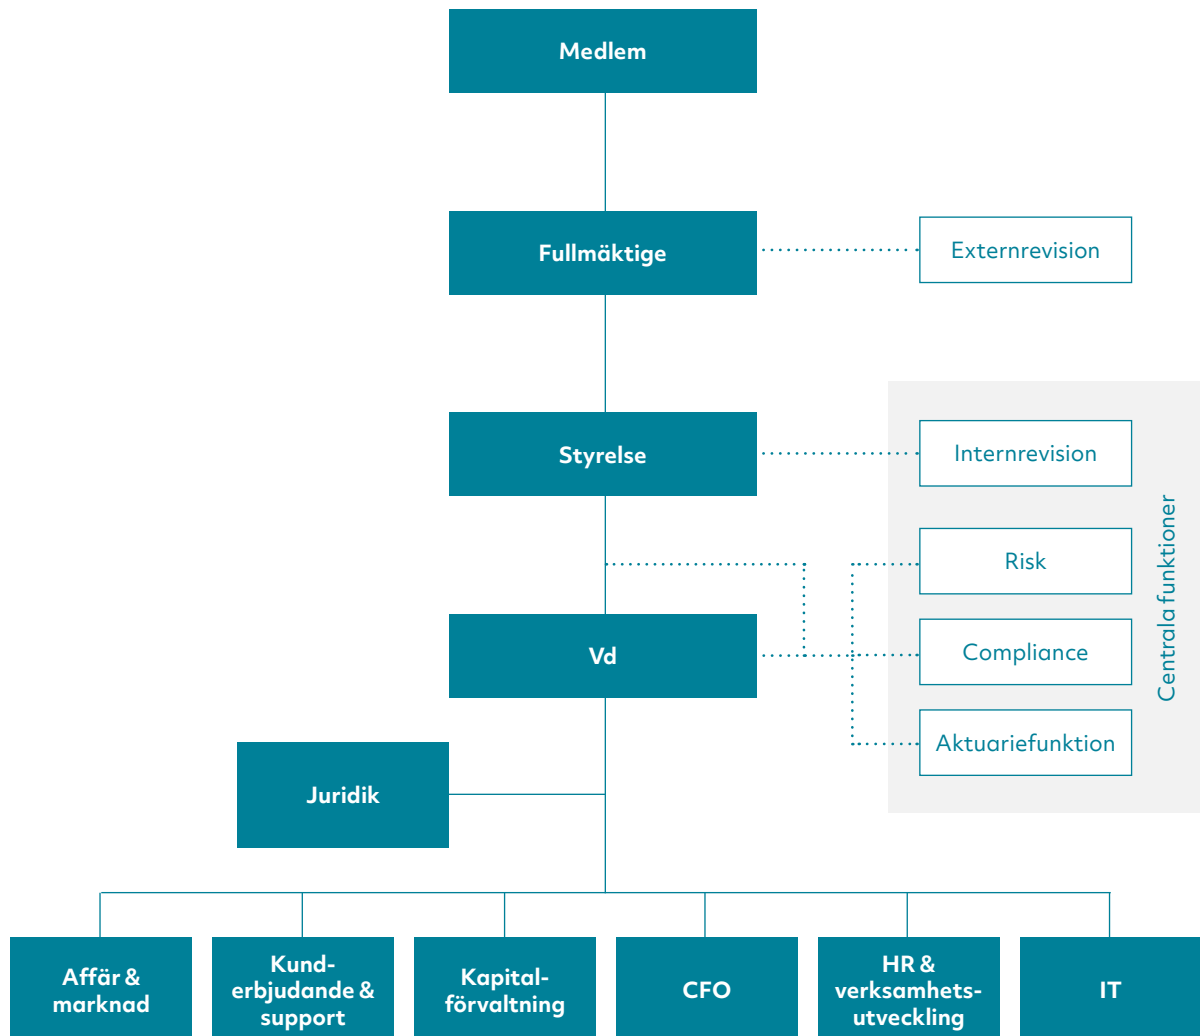 Medlem
Fullmäktige
Externrevision
Styrelse
Internrevision
Risk
Vd
Compliance
Aktuariefunktion
Centrala funktioner
Juridik
Affär &
marknad
Kund-
erbjudande &
support
Kapital-
förvaltning
CFO
HR &
verksamhets-
utveckling
IT